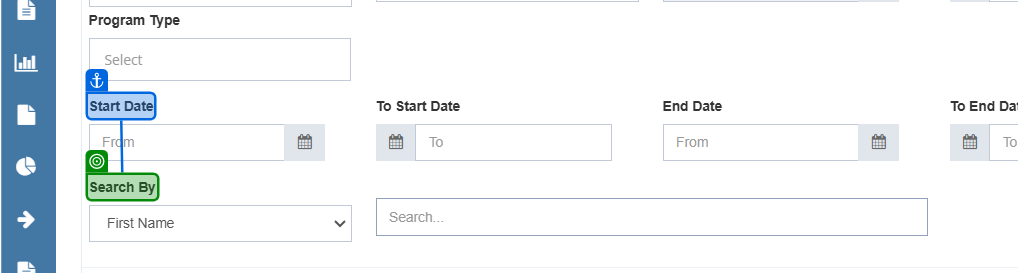 Program Type
Select
Start Date To Start Date End Date To End Dat
From To From To
Search By
First Name Search...